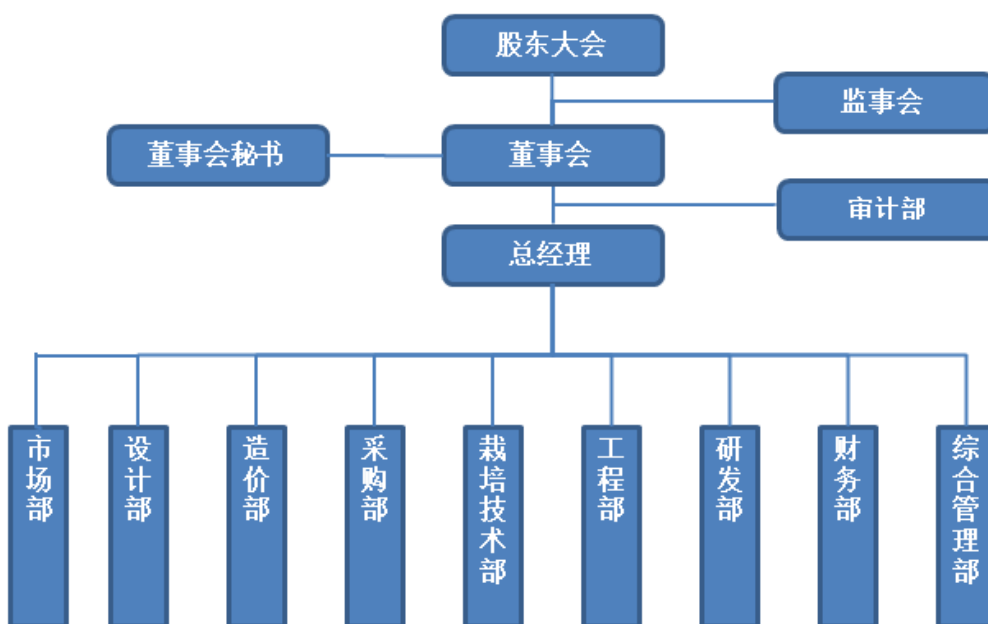 股东大会
监事会
董事会秘书
董事会
审计部
总经理
市场部
设计部
造价部
采购部
栽培技术部
工程部
研发部
财务部
综合管理部